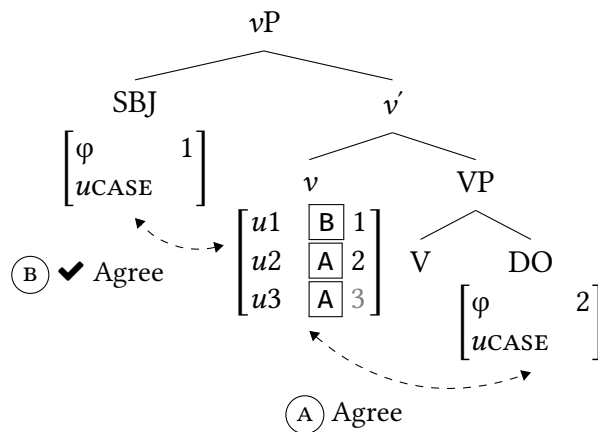 vP
SBJ v′
φ 1
uCASE
v VP
u1 B 1
u2 A 2
u3 A 3
V DO
B ✔ Agree
φ 2
uCASE
A Agree